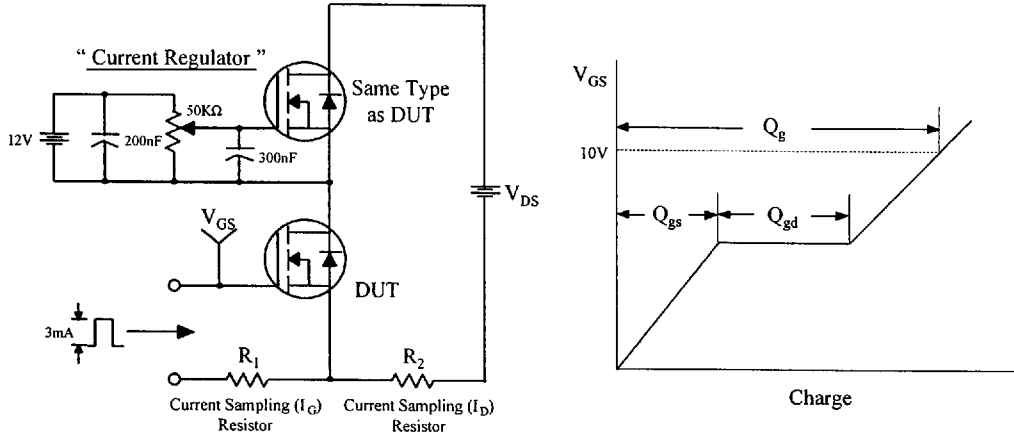 “ Current Regulator ”
12V
200nF
50KΩ
300nF
Same Type
as DUT
V_DS
V_GS
DUT
3mA
R_1
R_2
Current Sampling (I_G)
Resistor
Current Sampling (I_D)
Resistor
V_GS
10V
Q_g
Q_gs
Q_gd
Charge